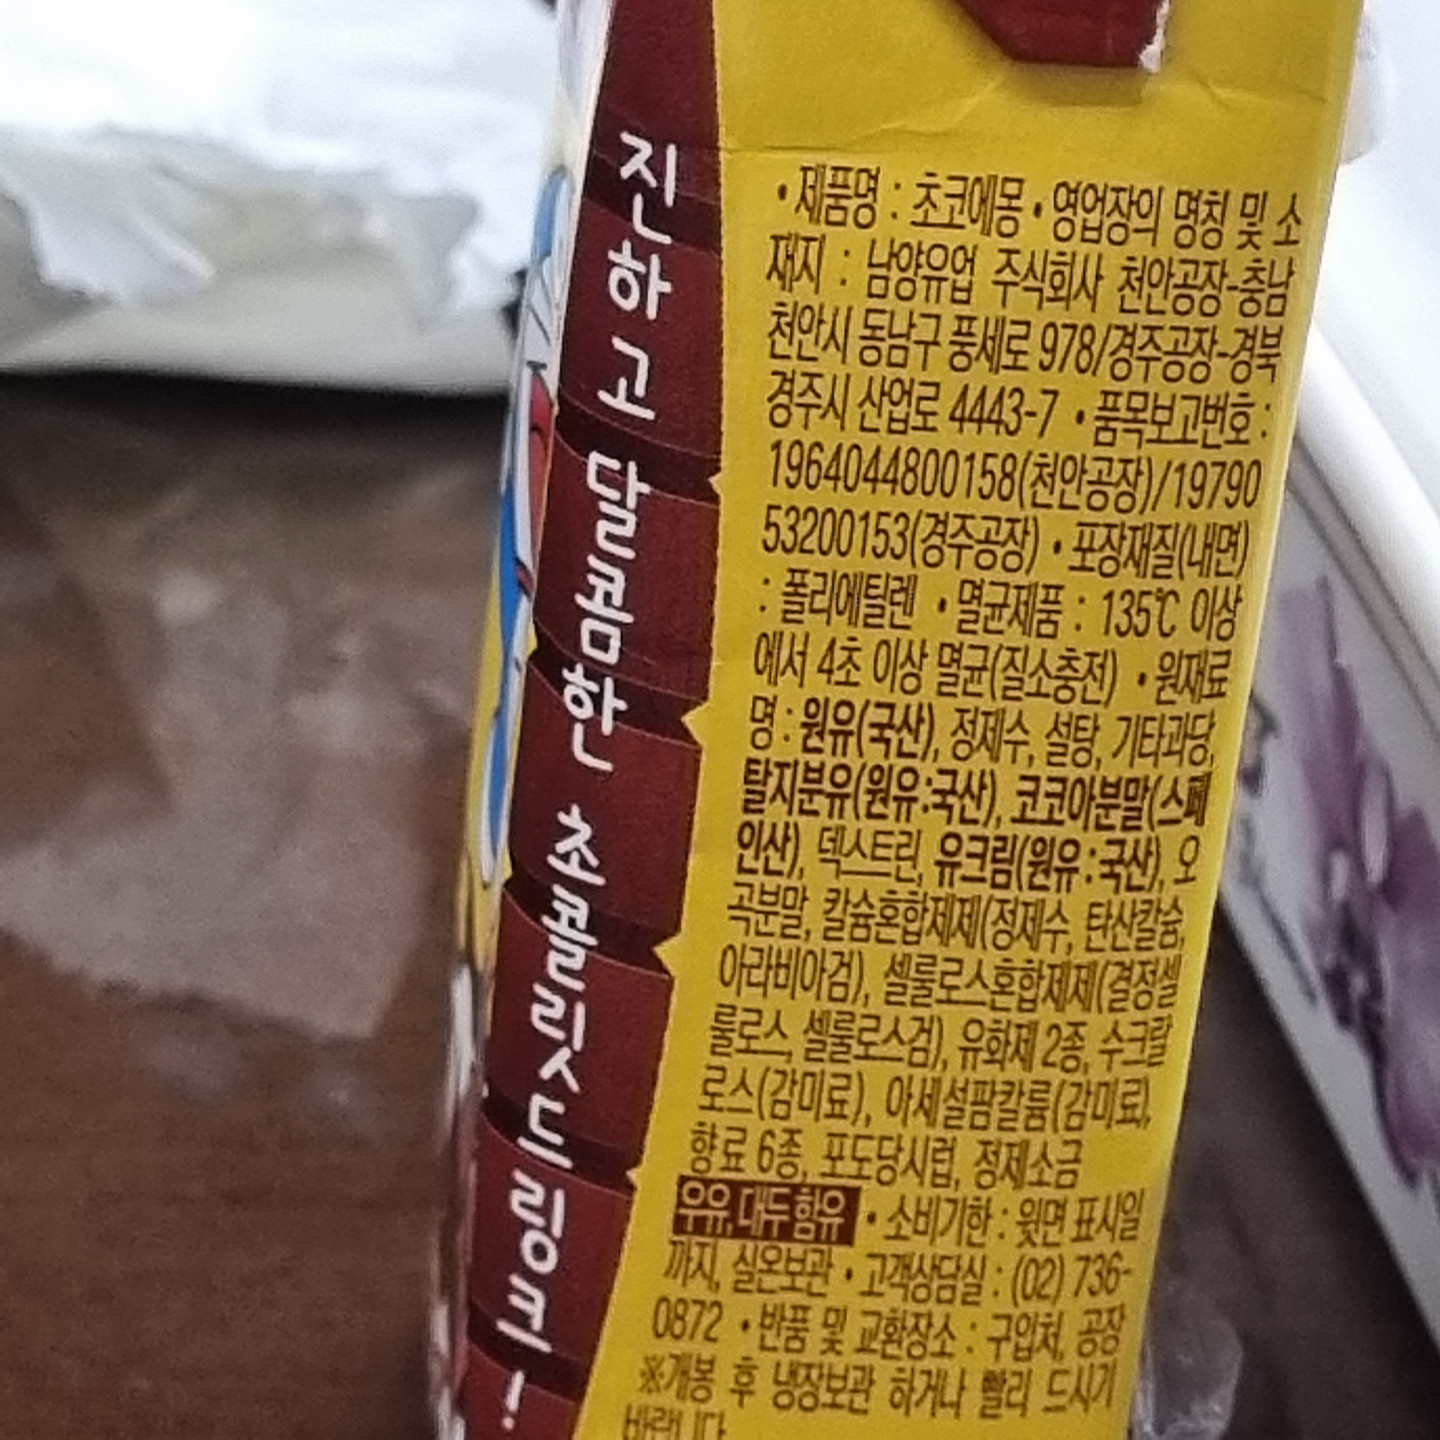 진하고 달콤한 초콜릿드링크!
• 제품명 : 초코에몽 • 영업장의 명칭 및 소
재지 : 남양유업 주식회사 천안공장-충남
천안시 동남구 풍세로 978/경주공장-경북
경주시 산업로 4443-7 • 품목보고번호 :
1964044800158(천안공장)/19790
53200153(경주공장) • 포장재질(내면)
: 폴리에틸렌 • 멸균제품 : 135℃ 이상
에서 4초 이상 멸균(질소충전) • 원재료
명 : 원유(국산), 정제수, 설탕, 기타과당,
탈지분유(원유:국산), 코코아분말(스페
인산), 덱스트린, 유크림(원유:국산), 오
곡분말, 칼슘혼합제제(정제수, 탄산칼슘,
아라비아검), 셀룰로스혼합제제(결정셀
룰로스, 셀룰로스검), 유화제 2종, 수크랄
로스(감미료), 아세설팜칼륨(감미료),
향료 6종, 포도당시럽, 정제소금
우유, 대두 함유 • 소비기한 : 윗면 표시일
까지, 실온보관 • 고객상담실 : (02) 736-
0872 • 반품 및 교환장소 : 구입처, 공장
※개봉 후 냉장보관 하거나 빨리 드시기
바랍니다